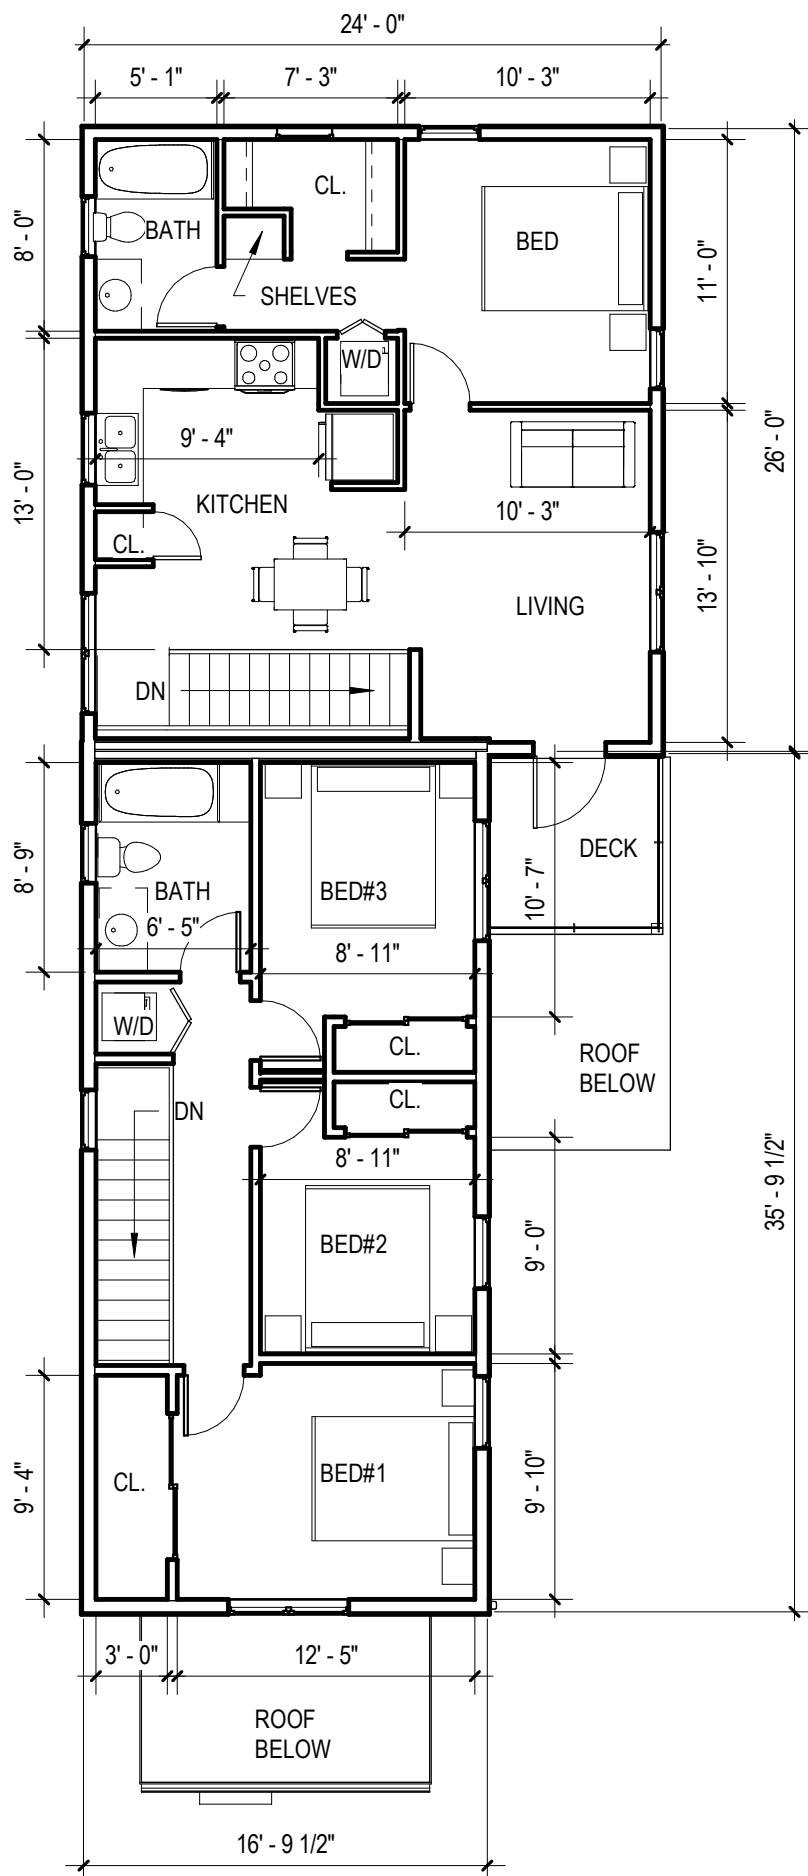 24' - 0"
5' - 1"
7' - 3"
10' - 3"
8' - 0"
BATH
CL.
BED
SHELVES
11' - 0"
W/D
26' - 0"
9' - 4"
13' - 0"
KITCHEN
10' - 3"
CL.
LIVING
13' - 10"
DN
8' - 9"
BATH
6' - 5"
BED#3
8' - 11"
10' - 7"
DECK
W/D
CL.
CL.
ROOF
BELOW
DN
8' - 11"
35' - 9 1/2"
BED#2
9' - 0"
9' - 4"
CL.
BED#1
9' - 10"
3' - 0"
12' - 5"
ROOF
BELOW
16' - 9 1/2"